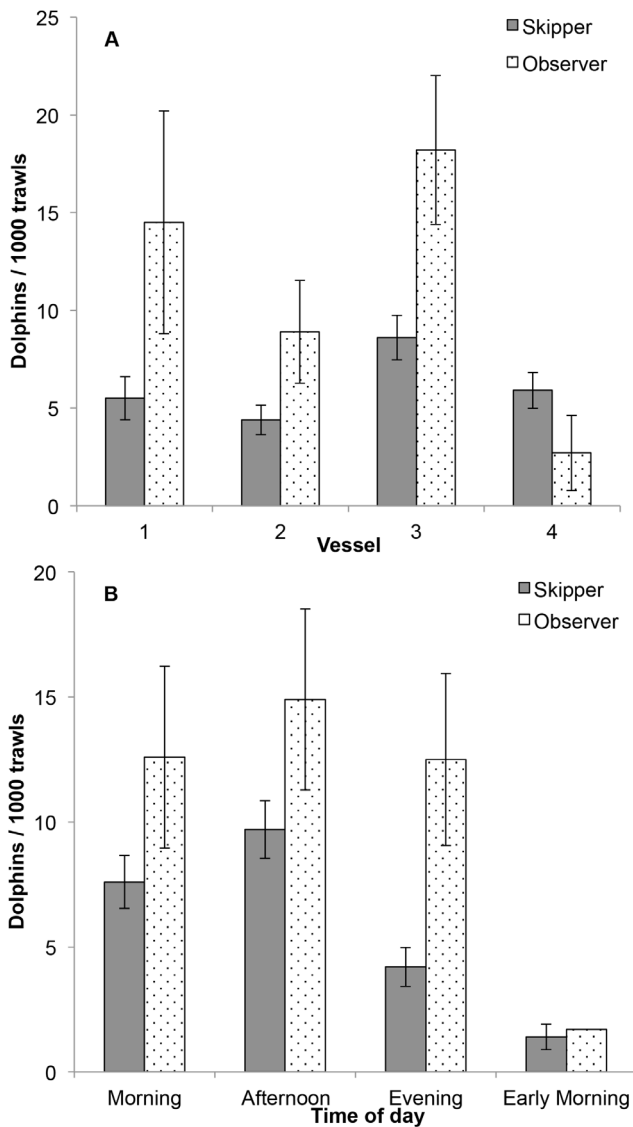 25
A
Skipper
Observer
20
15
10
5
0
Dolphins / 1000 trawls
1 2 3 4
Vessel
20
B
Skipper
Observer
15
10
5
0
Dolphins / 1000 trawls
Morning Afternoon Evening Early Morning
Time of day